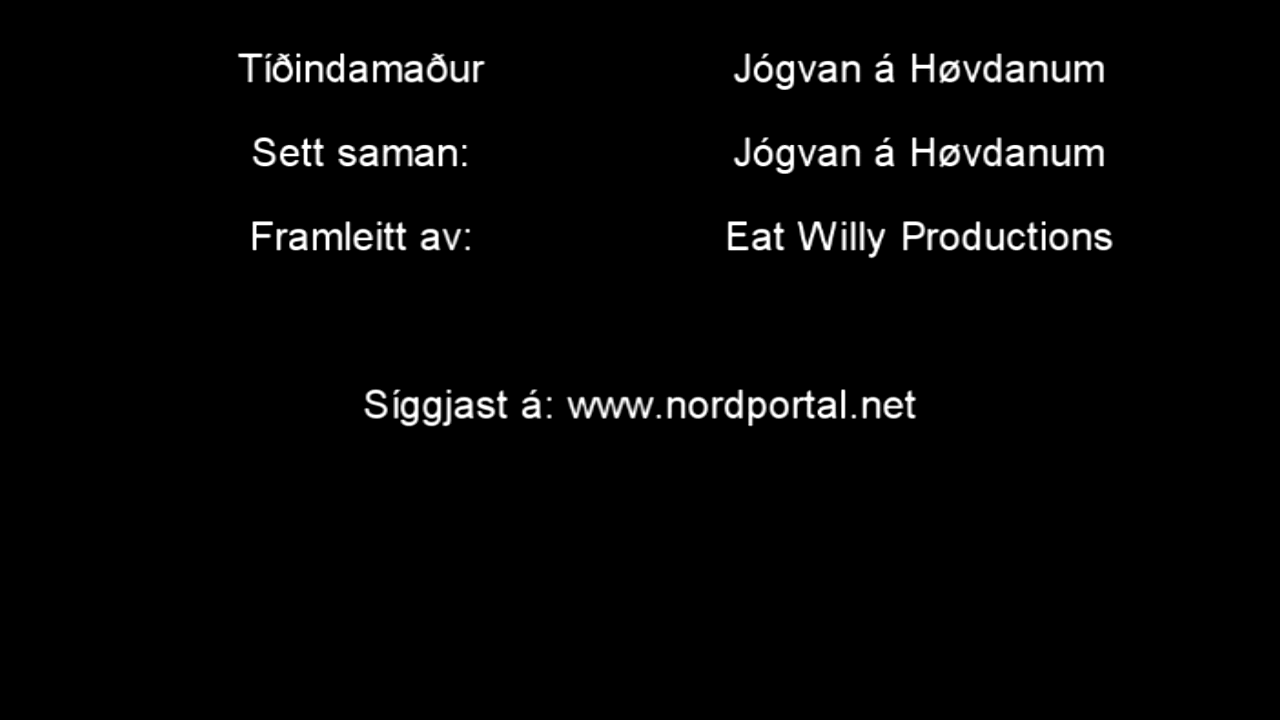 Tíðindamaður Jógvan á Høvdanum
Sett saman: Jógvan á Høvdanum
Framleitt av: Eat Willy Productions
Síggjast á: www.nordportal.net